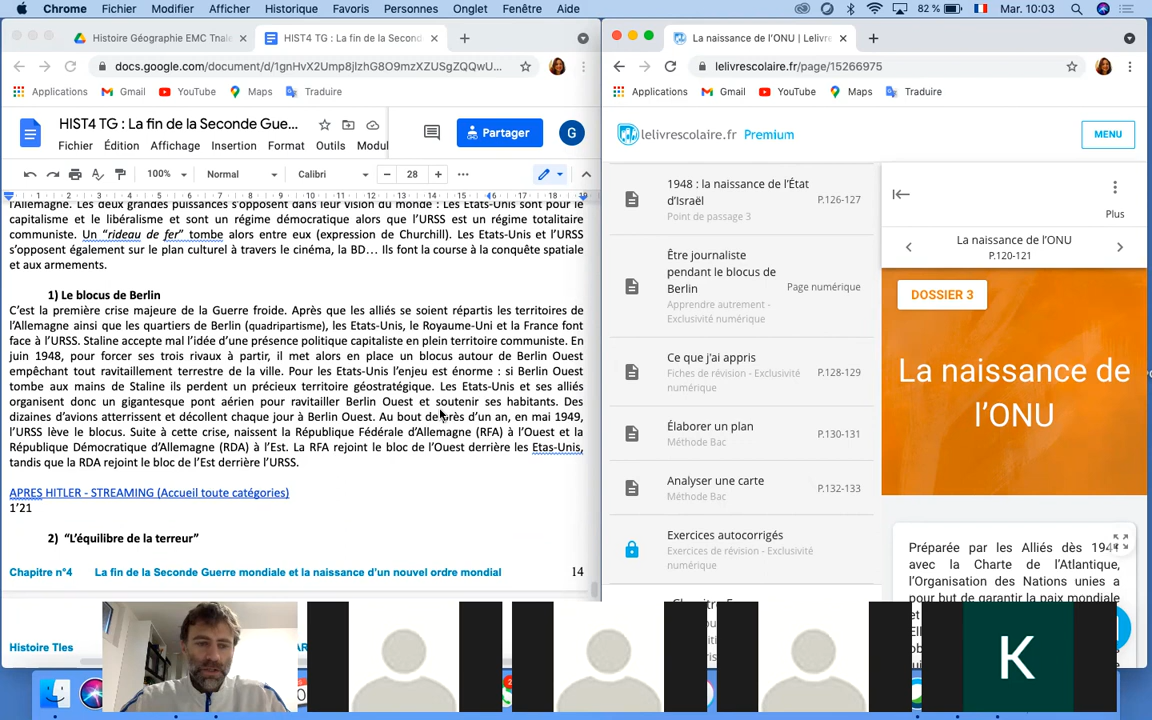 Chrome Fichier Modifier Afficher Historique Favoris Personnes Onglet Fenêtre Aide 82 % Mar. 10:03
Histoire Géographie EMC Tnale
HIST4 TG : La fin de la Second
docs.google.com/document/d/1gnHvX2Ump8jlzhG8O9mzXZUSgZQQwU...
Applications Gmail YouTube Maps Traduire
HIST4 TG : La fin de la Seconde Gue...
Partager
G
Fichier Édition Affichage Insertion Format Outils Modul
100% Normal Calibri 28
l'Allemagne. Les deux grandes puissances s'opposent dans leur vision du monde : Les Etats-Unis sont pour le
capitalisme et le libéralisme et sont un régime démocratique alors que l'URSS est un régime totalitaire
communiste. Un "rideau de fer" tombe alors entre eux (expression de Churchill). Les Etats-Unis et l'URSS
s'opposent également sur le plan culturel à travers le cinéma, la BD... Ils font la course à la conquête spatiale
et aux armements.
1) Le blocus de Berlin
C'est la première crise majeure de la Guerre froide. Après que les alliés se soient répartis les territoires de
l'Allemagne ainsi que les quartiers de Berlin (quadripartisme), les Etats-Unis, le Royaume-Uni et la France font
face à l'URSS. Staline accepte mal l'idée d'une présence politique capitaliste en plein territoire communiste. En
juin 1948, pour forcer ses trois rivaux à partir, il met alors en place un blocus autour de Berlin Ouest
empêchant tout ravitaillement terrestre de la ville. Pour les Etats-Unis l'enjeu est énorme : si Berlin Ouest
tombe aux mains de Staline ils perdent un précieux territoire géostratégique. Les Etats-Unis et ses alliés
organisent donc un gigantesque pont aérien pour ravitailler Berlin Ouest et soutenir ses habitants. Des
dizaines d'avions atterrissent et décollent chaque jour à Berlin Ouest. Au bout de près d'un an, en mai 1949,
l'URSS lève le blocus. Suite à cette crise, naissent la République Fédérale d'Allemagne (RFA) à l'Ouest et la
République Démocratique d'Allemagne (RDA) à l'Est. La RFA rejoint le bloc de l'Ouest derrière les Etas-Unis,
tandis que la RDA rejoint le bloc de l'Est derrière l'URSS.
APRES HITLER - STREAMING (Accueil toute catégories)
1'21
2) "L'équilibre de la terreur"
Chapitre n°4 La fin de la Seconde Guerre mondiale et la naissance d'un nouvel ordre mondial 14
Histoire Tles
La naissance de l'ONU | Lelivre
lelivrescolaire.fr/page/15266975
Applications Gmail YouTube Maps Traduire
lelivrescolaire.fr Premium
MENU
1948 : la naissance de l'État
d'Israël
P.126-127
Point de passage 3
Être journaliste
pendant le blocus de
Berlin
Page numérique
Apprendre autrement -
Exclusivité numérique
Ce que j'ai appris
P.128-129
Fiches de révision - Exclusivité
numérique
Élaborer un plan
P.130-131
Méthode Bac
Analyser une carte
P.132-133
Méthode Bac
Exercices autocorrigés
Exercices de révision - Exclusivité
numérique
Plus
La naissance de l'ONU
P.120-121
DOSSIER 3
La naissance de
l'ONU
Préparée par les Alliés dès 194
avec la Charte de l'Atlantique,
l'Organisation des Nations unies a
pour but de garantir la paix mondiale
K